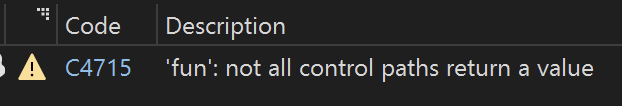 Code Description
C4715 'fun': not all control paths return a value